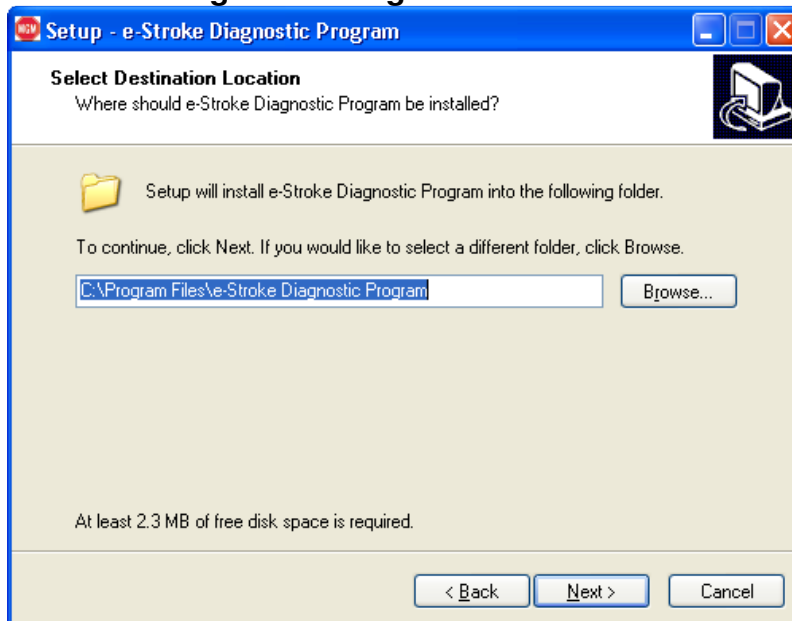 Setup - e-Stroke Diagnostic Program
Select Destination Location
Where should e-Stroke Diagnostic Program be installed?
Setup will install e-Stroke Diagnostic Program into the following folder.
To continue, click Next. If you would like to select a different folder, click Browse.
C:\Program Files\e-Stroke Diagnostic Program
Browse...
At least 2.3 MB of free disk space is required.
< Back
Next >
Cancel